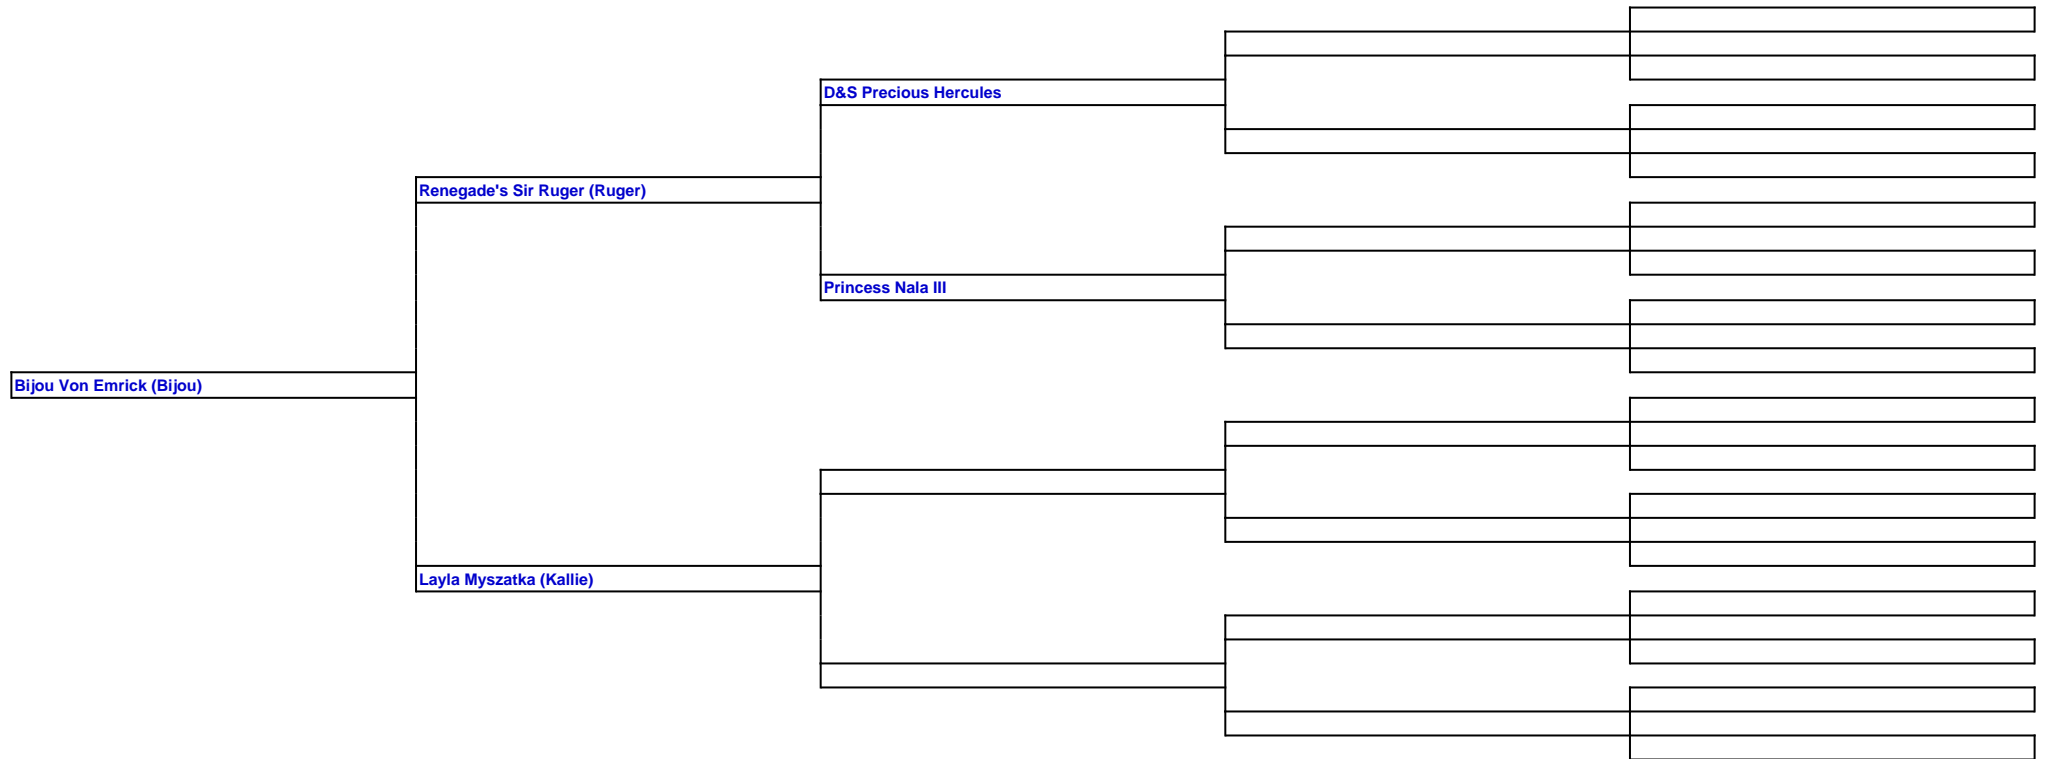 D&S Precious Hercules
Renegade's Sir Ruger (Ruger)
Princess Nala III
Bijou Von Emrick (Bijou)
Layla Myszatka (Kallie)